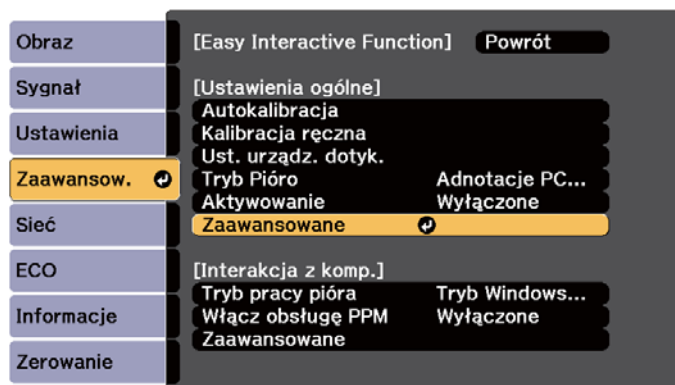 Obraz
Sygnał
Ustawienia
Zaawansow.
Sieć
ECO
Informacje
Zerowanie
[Easy Interactive Function] Powrót
[Ustawienia ogólne]
Autokalibracja
Kalibracja ręczna
Ust. urządz. dotyk.
Tryb Pióro Adnotacje PC...
Aktywowanie Wyłączone
Zaawansowane
[Interakcja z komp.]
Tryb pracy pióra Tryb Windows...
Włącz obsługę PPM Wyłączone
Zaawansowane